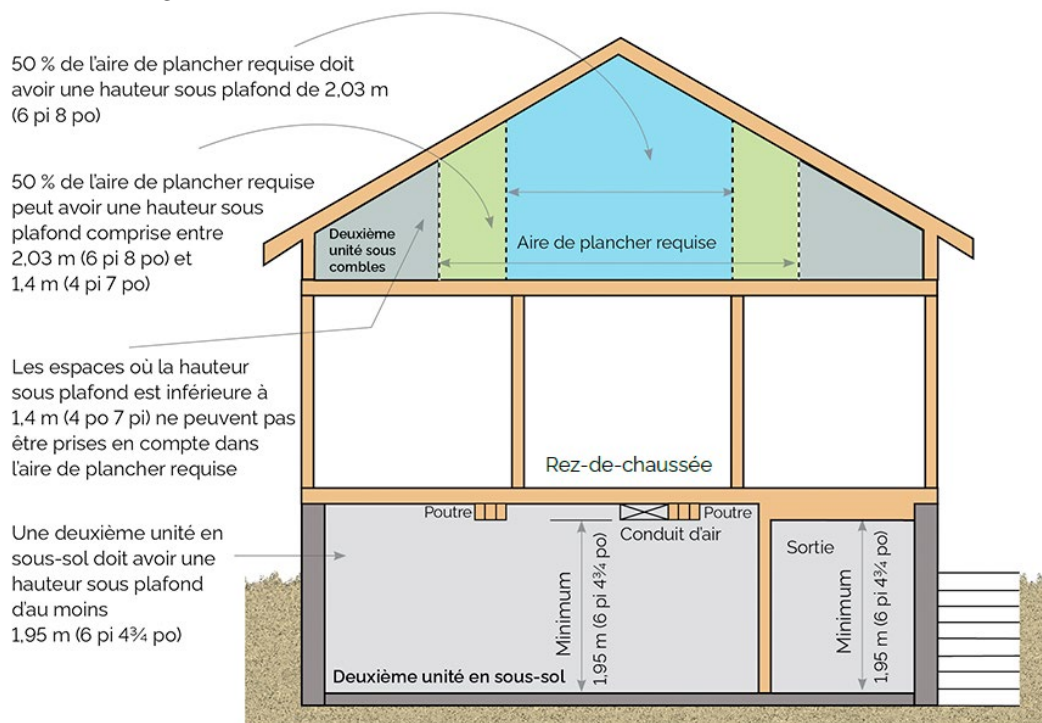 50 % de l'aire de plancher requise doit
avoir une hauteur sous plafond de 2,03 m
(6 pi 8 po)
50 % de l'aire de plancher requise
peut avoir une hauteur sous
plafond comprise entre
2,03 m (6 pi 8 po) et
1,4 m (4 pi 7 po)
Les espaces où la hauteur
sous plafond est inférieure à
1,4 m (4 po 7 pi) ne peuvent pas
être prises en compte dans
l'aire de plancher requise
Une deuxième unité en
sous-sol doit avoir une
hauteur sous plafond
d'au moins
1,95 m (6 pi 4¾ po)
Deuxième
unité sous
combles
Aire de plancher requise
Rez-de-chaussée
Poutre
Poutre
Conduit d'air
Sortie
Minimum
1,95 m (6 pi 4¾ po)
Minimum
1,95 m (6 pi 4¾ po)
Deuxième unité en sous-sol